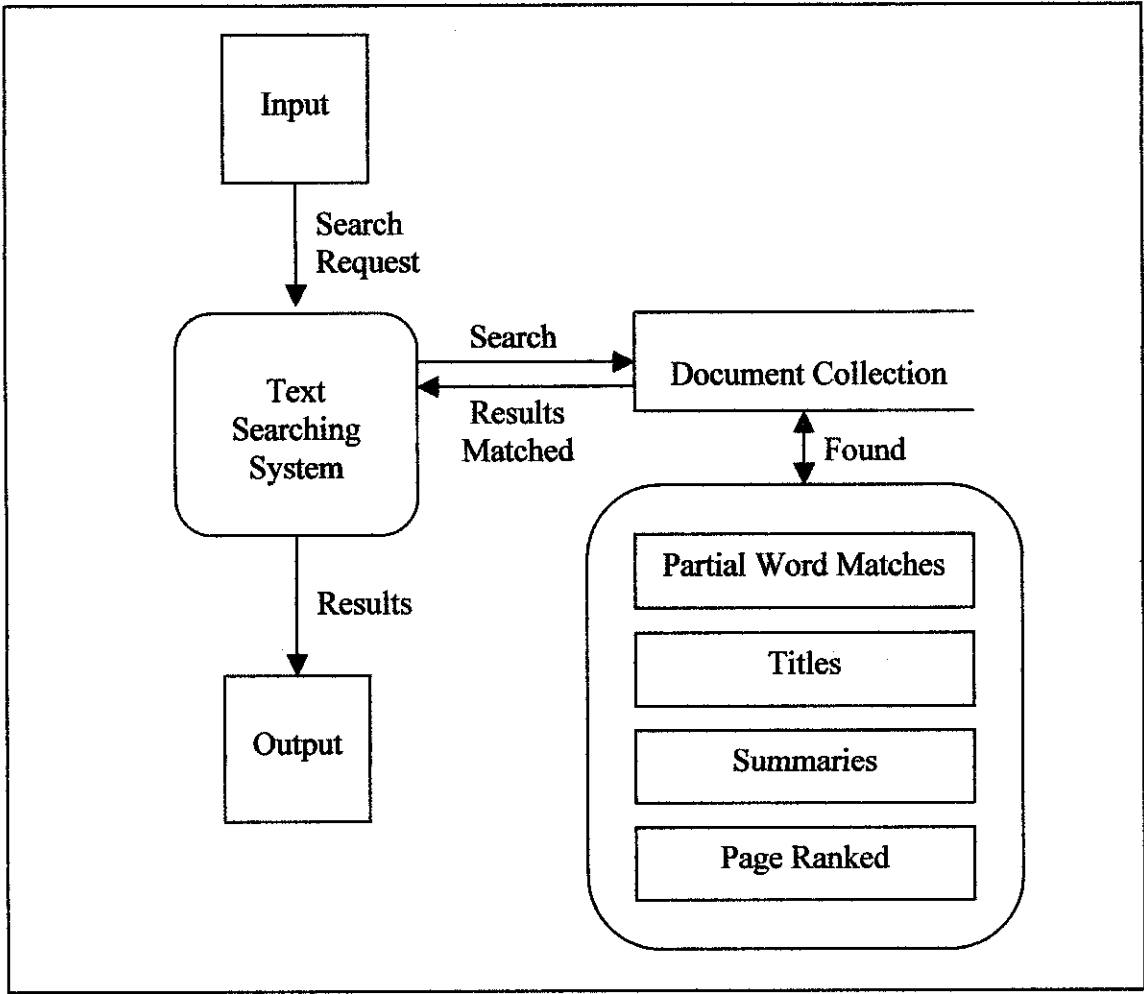 Input
Search
Request
Search
Text
Searching
System
Document Collection
Results
Matched
Found
Partial Word Matches
Results
Titles
Output
Summaries
Page Ranked